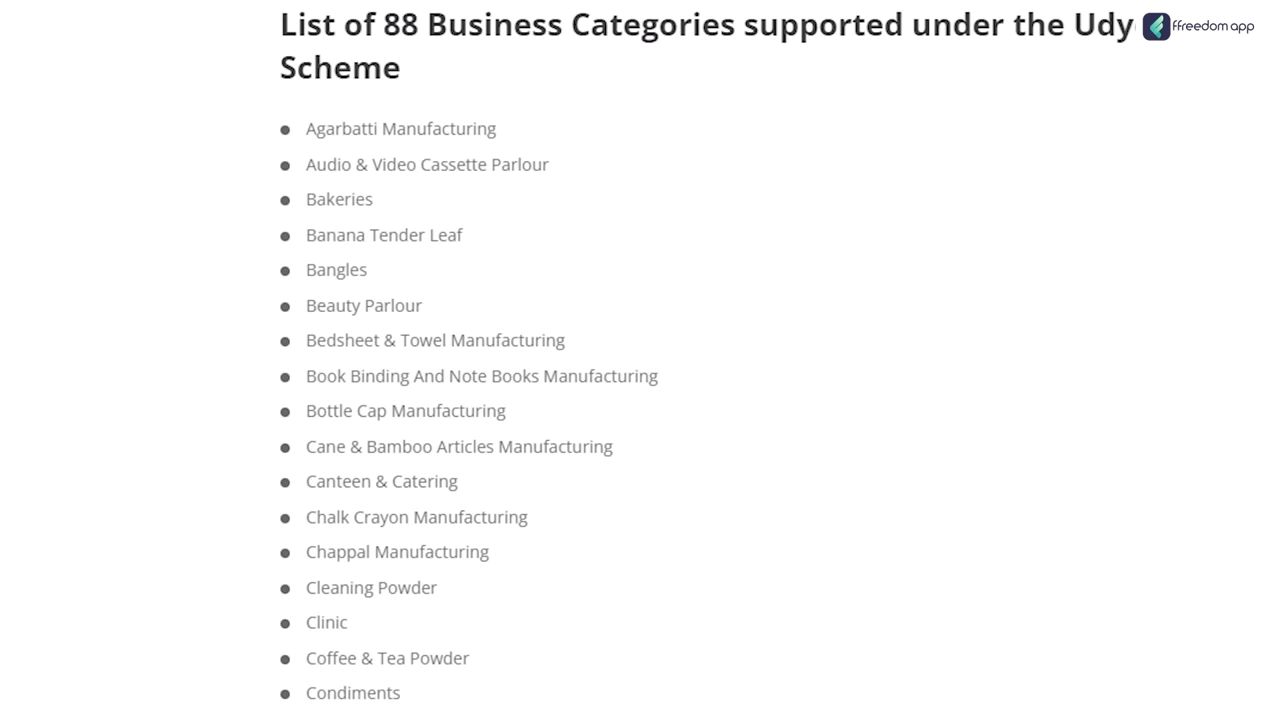 List of 88 Business Categories supported under the Udy
Scheme
ffreedom app
Agarbatti Manufacturing
Audio & Video Cassette Parlour
Bakeries
Banana Tender Leaf
Bangles
Beauty Parlour
Bedsheet & Towel Manufacturing
Book Binding And Note Books Manufacturing
Bottle Cap Manufacturing
Cane & Bamboo Articles Manufacturing
Canteen & Catering
Chalk Crayon Manufacturing
Chappal Manufacturing
Cleaning Powder
Clinic
Coffee & Tea Powder
Condiments